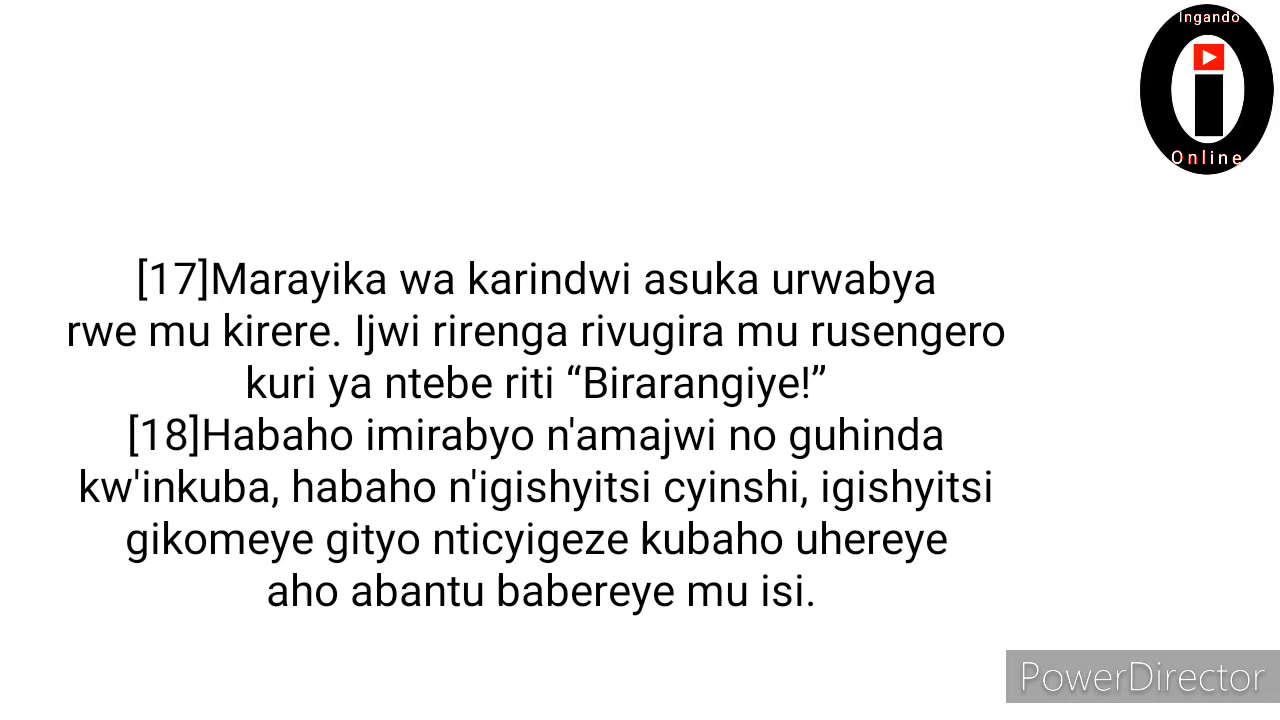 Ingando
Online
[17]Marayika wa karindwi asuka urwabya
rwe mu kirere. Ijwi rirenga rivugira mu rusengero
kuri ya ntebe riti “Birarangiye!”
[18]Habaho imirabyo n'amajwi no guhinda
kw'inkuba, habaho n'igishyitsi cyinshi, igishyitsi
gikomeye gityo nticyigeze kubaho uhereye
aho abantu babereye mu isi.
PowerDirector